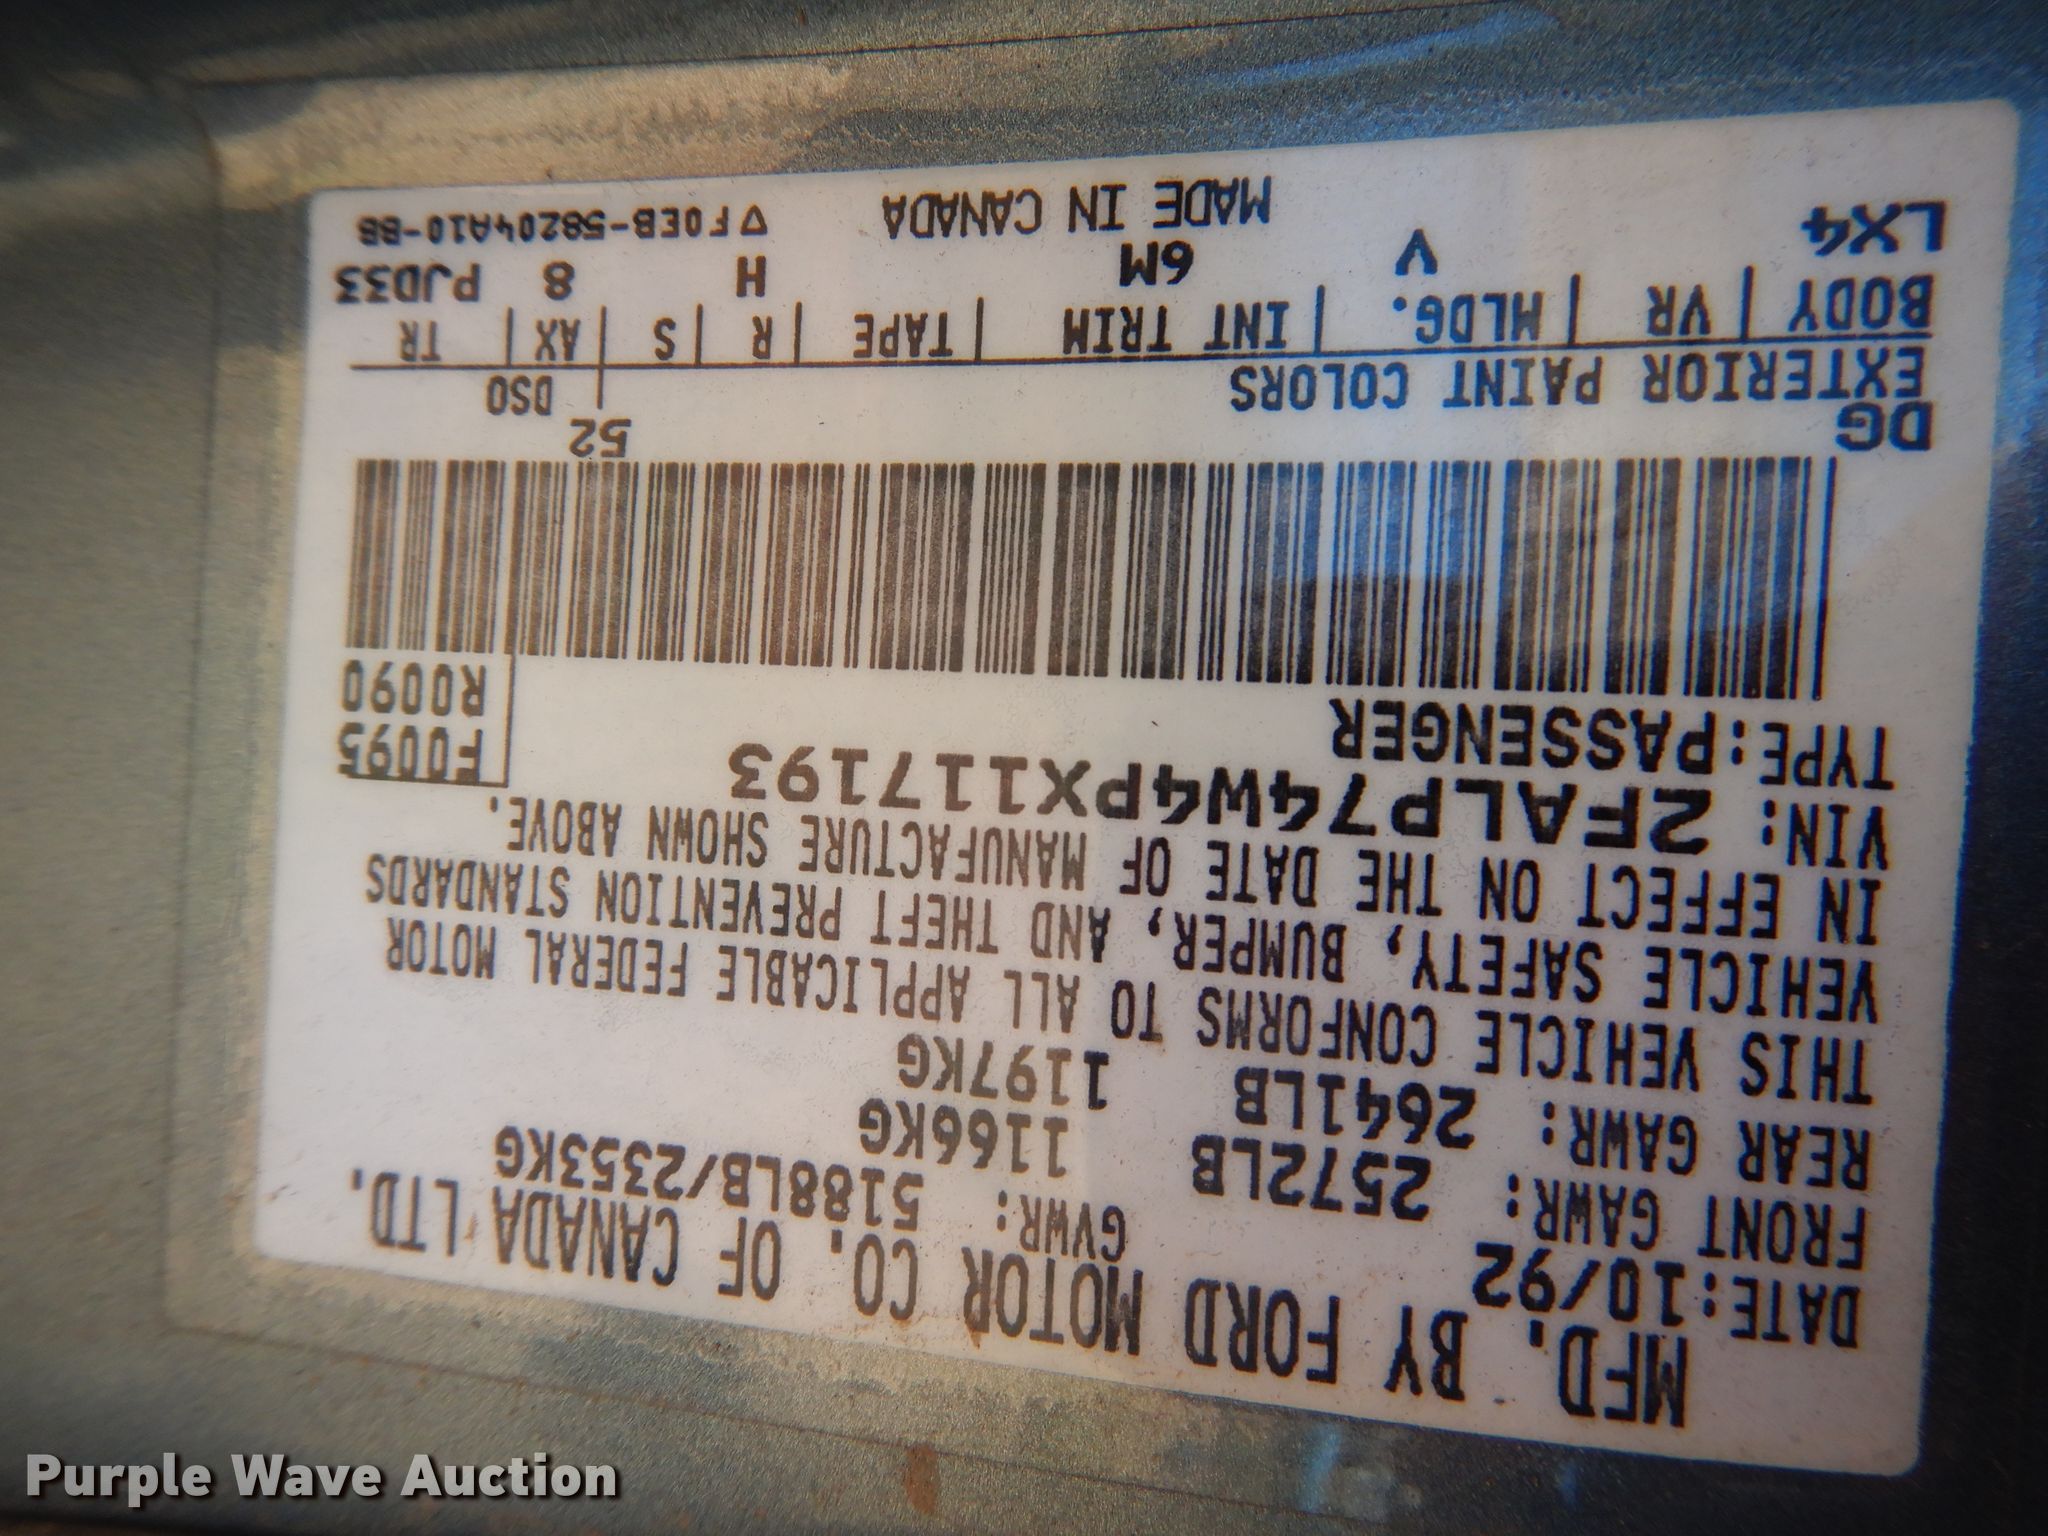 MFD. BY FORD MOTOR CO. OF CANADA LTD.
DATE:10/92 GVWR: 5188LB/2353KG
FRONT GAWR: 2572LB 1166KG
REAR GAWR: 2641LB 1197KG
THIS VEHICLE CONFORMS TO ALL APPLICABLE FEDERAL MOTOR
VEHICLE SAFETY, BUMPER, AND THEFT PREVENTION STANDARDS
IN EFFECT ON THE DATE OF MANUFACTURE SHOWN ABOVE.
VIN: 2FALP74W4PX117193
TYPE:PASSENGER
F0095
R0090
DG 52
EXTERIOR PAINT COLORS DSO
BODY VR MLDG. INT TRIM TAPE R S AX TR
LX4 V 6M H 8 PJD33
MADE IN CANADA ▽F0EB-58204A10-BB
Purple Wave Auction